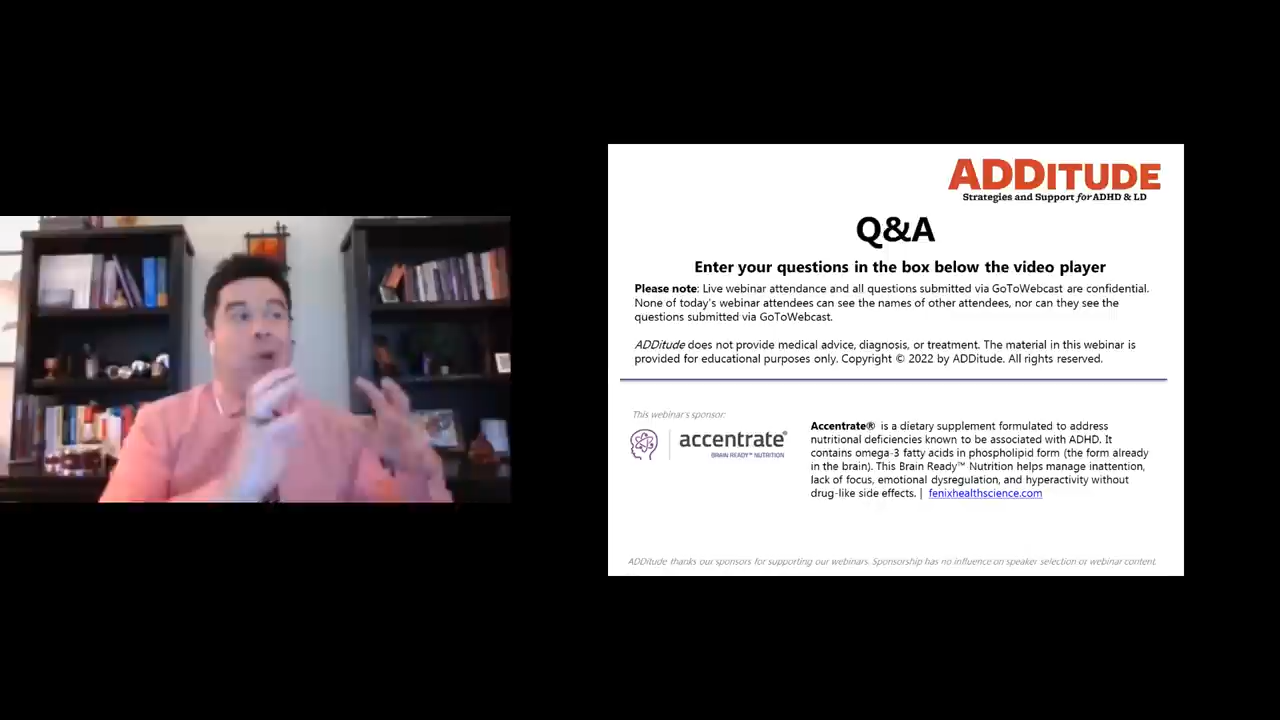 ADDITUDE
Strategies and Support for ADHD & LD
Q&A
Enter your questions in the box below the video player
Please note: Live webinar attendance and all questions submitted via GoToWebcast are confidential.
None of today's webinar attendees can see the names of other attendees, nor can they see the
questions submitted via GoToWebcast.
ADDitude does not provide medical advice, diagnosis, or treatment. The material in this webinar is
provided for educational purposes only. Copyright © 2022 by ADDitude. All rights reserved.
This webinar's sponsor:
accentrate®
BRAIN READY™ NUTRITION
Accentrate® is a dietary supplement formulated to address
nutritional deficiencies known to be associated with ADHD. It
contains omega-3 fatty acids in phospholipid form (the form already
in the brain). This Brain Ready™ Nutrition helps manage inattention,
lack of focus, emotional dysregulation, and hyperactivity without
drug-like side effects. | fenixhealthscience.com
ADDitude thanks our sponsors for supporting our webinars. Sponsorship has no influence on speaker selection or webinar content.